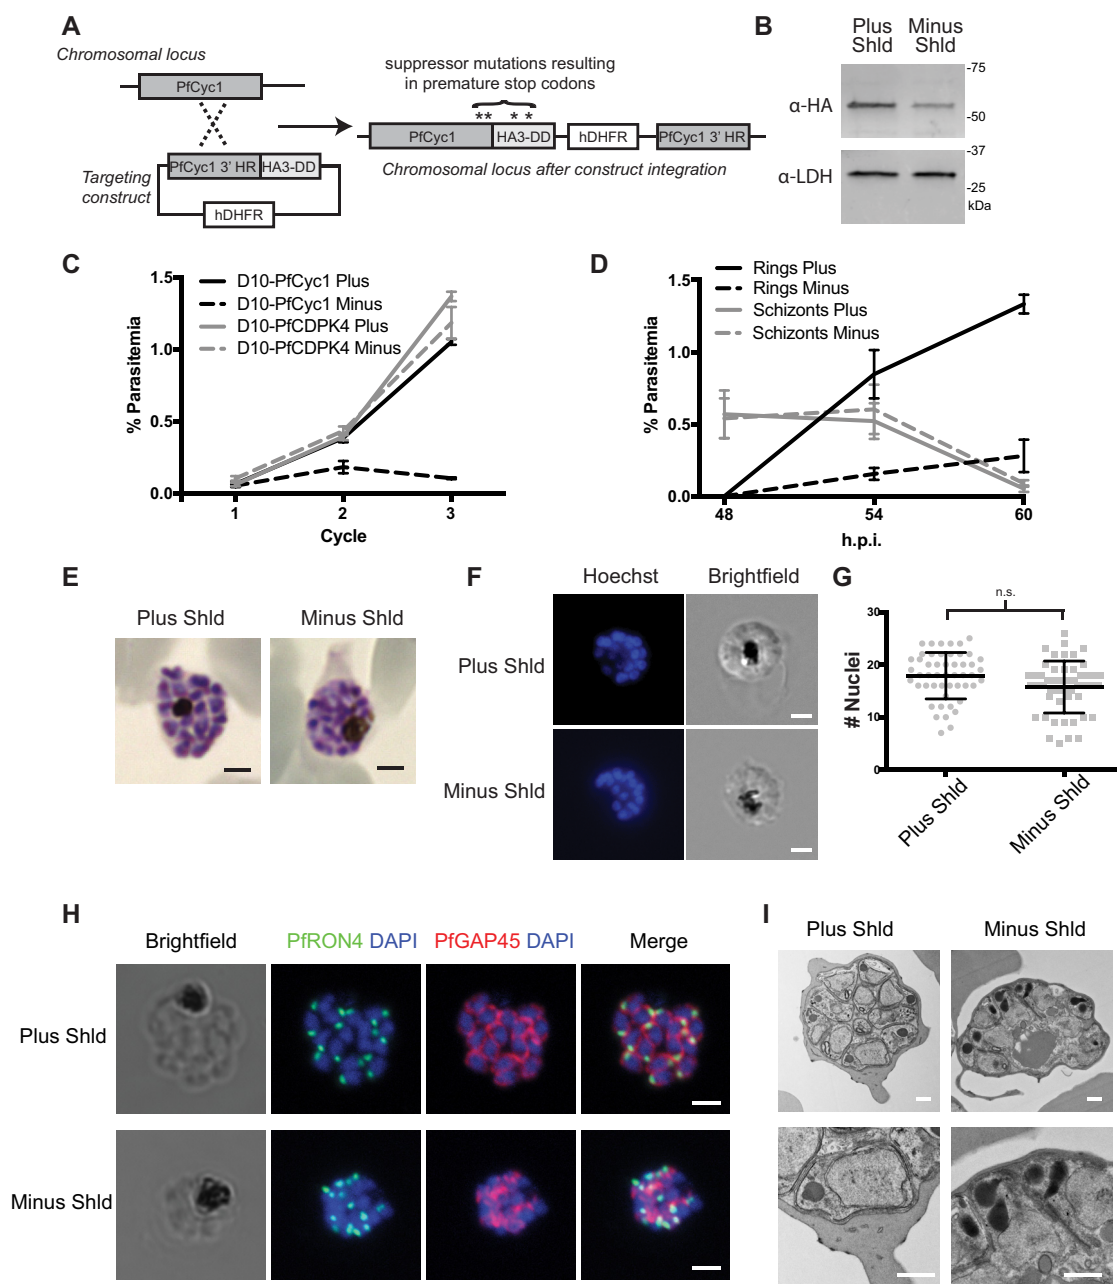 A
Chromosomal locus
PfCyc1
Targeting
construct
PfCyc1 3' HR
HA3-DD
hDHFR
suppressor mutations resulting
in premature stop codons
** * *
PfCyc1
HA3-DD
hDHFR
PfCyc1 3' HR
Chromosomal locus after construct integration
B
Plus Shld
Minus Shld
α-HA
α-LDH
-75
-50
-37
-25
kDa
C
D10-PfCyc1 Plus
D10-PfCyc1 Minus
D10-PfCDPK4 Plus
D10-PfCDPK4 Minus
% Parasitemia
1.5
1.0
0.5
0.0
1 2 3
Cycle
D
Rings Plus
Rings Minus
Schizonts Plus
Schizonts Minus
% Parasitemia
1.5
1.0
0.5
0.0
48 54 60
h.p.i.
E
Plus Shld
Minus Shld
F
Hoechst
Brightfield
Plus Shld
Minus Shld
G
n.s.
# Nuclei
30
20
10
0
Plus Shld
Minus Shld
H
Brightfield
PfRON4 DAPI
PfGAP45 DAPI
Merge
Plus Shld
Minus Shld
I
Plus Shld
Minus Shld